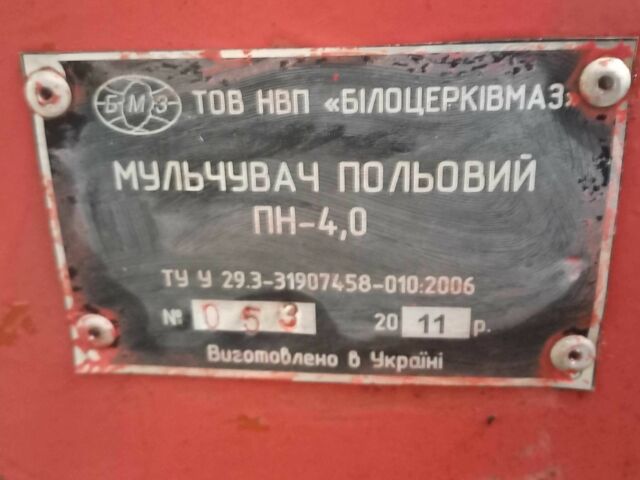 БМЗ ТОВ НВП «БІЛОЦЕРКІВМАЗ»
МУЛЬЧУВАЧ ПОЛЬОВИЙ
ПН-4,0
ТУ У 29.3-31907458-010:2006
№ 053 2011 р.
Виготовлено в Україні